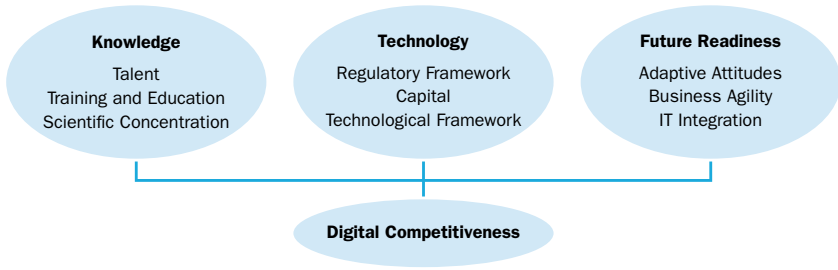 Knowledge
Talent
Training and Education
Scientific Concentration
Technology
Regulatory Framework
Capital
Technological Framework
Future Readiness
Adaptive Attitudes
Business Agility
IT Integration
Digital Competitiveness